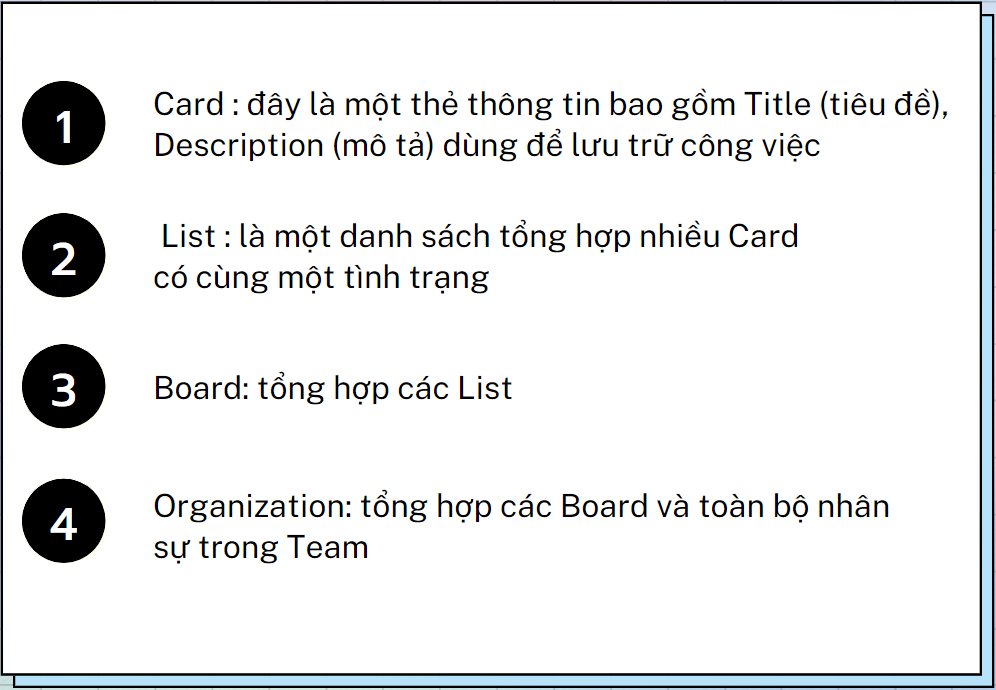 1
Card : đây là một thẻ thông tin bao gồm Title (tiêu đề),
Description (mô tả) dùng để lưu trữ công việc
2
List : là một danh sách tổng hợp nhiều Card
có cùng một tình trạng
3
Board: tổng hợp các List
4
Organization: tổng hợp các Board và toàn bộ nhân
sự trong Team